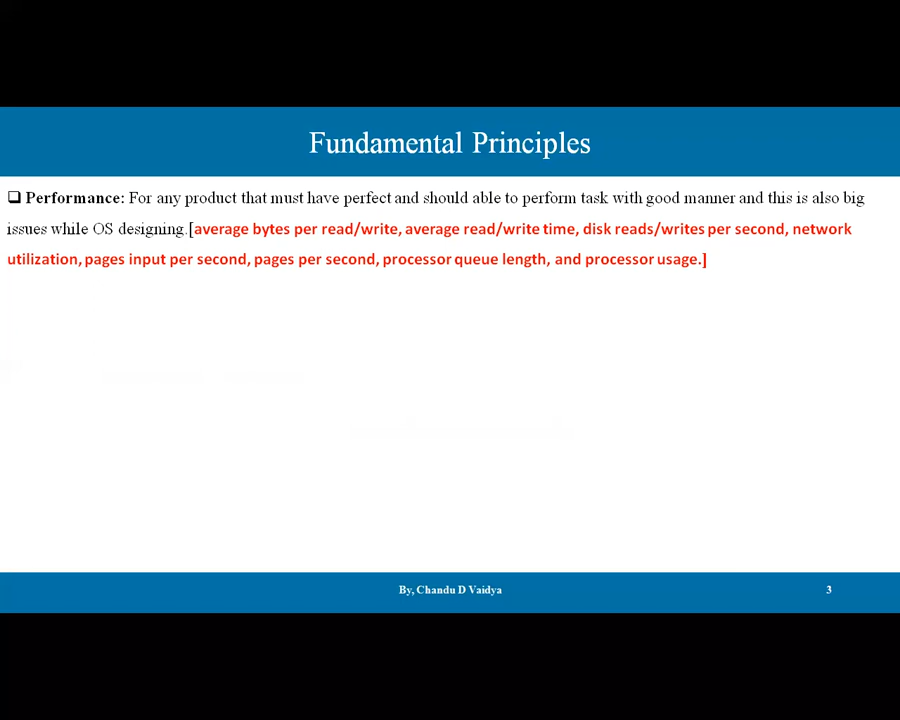 Fundamental Principles
❑ Performance: For any product that must have perfect and should able to perform task with good manner and this is also big
issues while OS designing.[average bytes per read/write, average read/write time, disk reads/writes per second, network
utilization, pages input per second, pages per second, processor queue length, and processor usage.]
By, Chandu D Vaidya
3